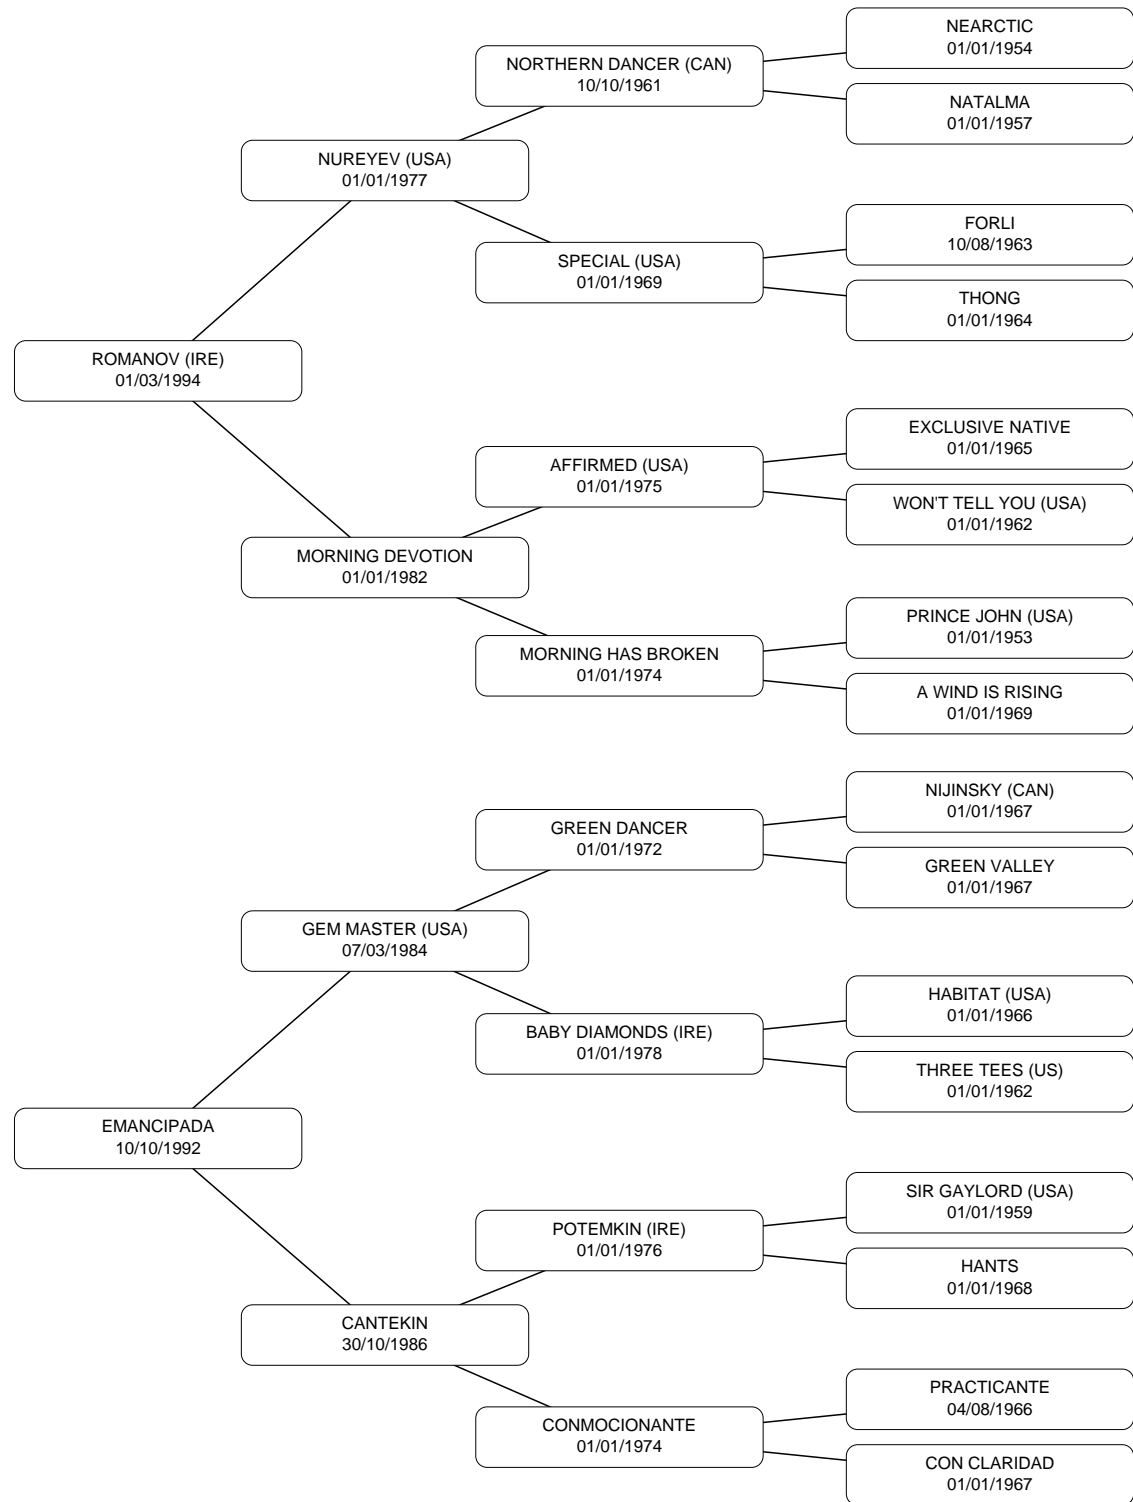 NEARCTIC
01/01/1954
NORTHERN DANCER (CAN)
10/10/1961
NATALMA
01/01/1957
NUREYEV (USA)
01/01/1977
FORLI
10/08/1963
SPECIAL (USA)
01/01/1969
THONG
01/01/1964
ROMANOV (IRE)
01/03/1994
EXCLUSIVE NATIVE
01/01/1965
AFFIRMED (USA)
01/01/1975
WON'T TELL YOU (USA)
01/01/1962
MORNING DEVOTION
01/01/1982
PRINCE JOHN (USA)
01/01/1953
MORNING HAS BROKEN
01/01/1974
A WIND IS RISING
01/01/1969
NIJINSKY (CAN)
01/01/1967
GREEN DANCER
01/01/1972
GREEN VALLEY
01/01/1967
GEM MASTER (USA)
07/03/1984
HABITAT (USA)
01/01/1966
BABY DIAMONDS (IRE)
01/01/1978
THREE TEES (US)
01/01/1962
EMANCIPADA
10/10/1992
SIR GAYLORD (USA)
01/01/1959
POTEMKIN (IRE)
01/01/1976
HANTS
01/01/1968
CANTEKIN
30/10/1986
PRACTICANTE
04/08/1966
CONMOCIONANTE
01/01/1974
CON CLARIDAD
01/01/1967